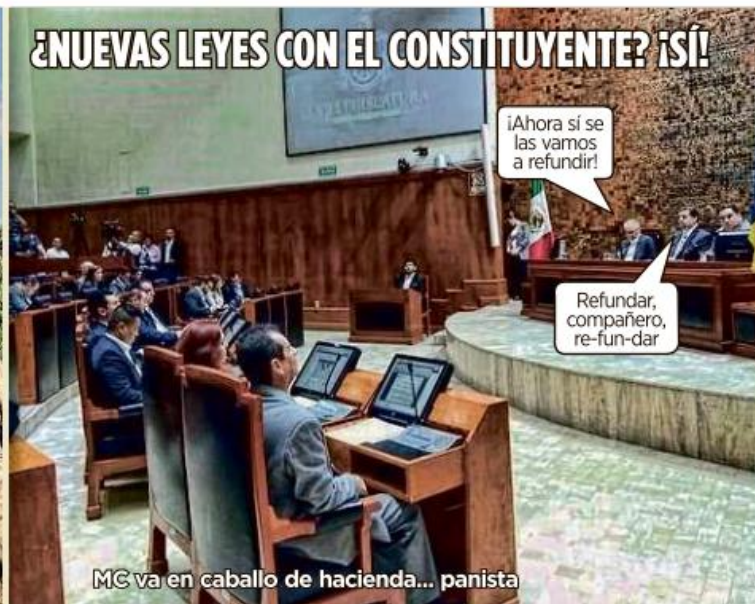 ¿NUEVAS LEYES CON EL CONSTITUYENTE? ¡SÍ!
¡Ahora sí se
las vamos
a refundir!
Refundar,
compañero,
re-fun-dar
MC va en caballo de hacienda... panista